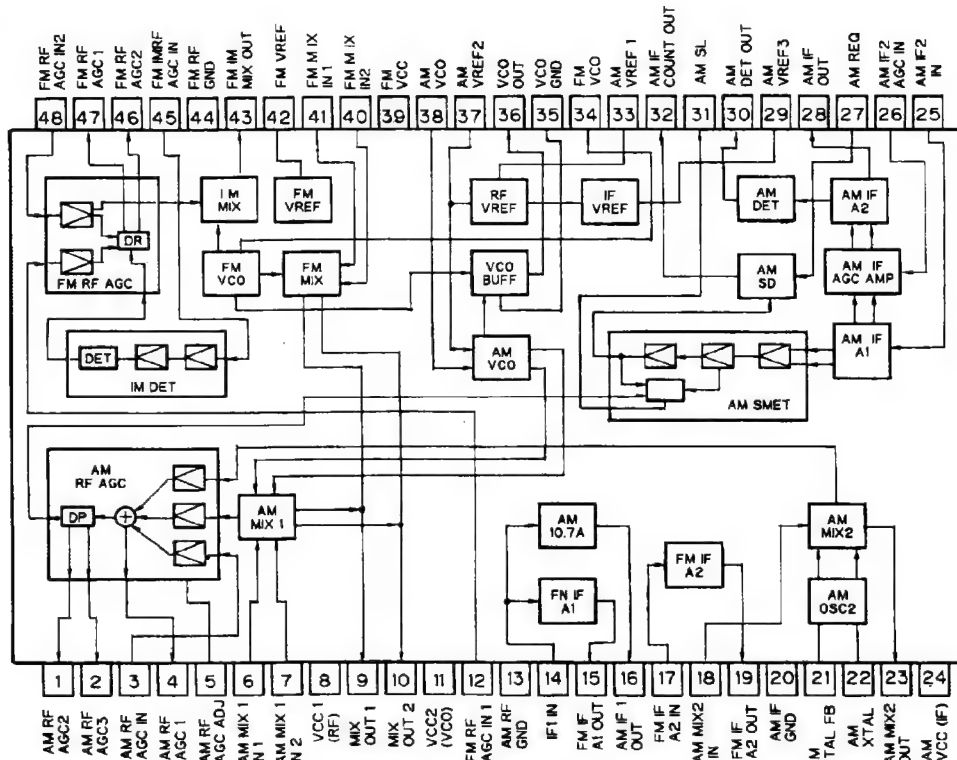 FM RF AGC IN2
FM RF AGC 1
FM RF AGC2
FM IMRF AGC IN
FM RF GND
FM IM MIX OUT
FM VREF
FM M IX IN 1
FM M IX IN2
FM VCC
AM VCO
AM VREF2
VCO OUT
VCO GND
FM VCO
AM VREF 1
AM IF COUNT OUT
AM SL
AM DET OUT
AM VREF3
AM IF OUT
AM REQ
AM IF2 AGC IN
AM IF2 IN
48 47 46 45 44 43 42 41 40 39 38 37 36 35 34 33 32 31 30 29 28 27 26 25
DR
FM RF AGC
I M MIX
FM VREF
FM VCO
FM MIX
DET
IM DET
RF VREF
IF VREF
VCO BUFF
AM VCO
AM DET
AM IF A2
AM SD
AM IF AGC AMP
AM IF A1
AM SMET
AM RF AGC
DP
+
AM MIX 1
AM 10.7A
FN IF A1
FM IF A2
AM MIX2
AM OSC2
1 2 3 4 5 6 7 8 9 10 11 12 13 14 15 16 17 18 19 20 21 22 23 24
AM RF AGC2
AM RF AGC3
AM RF AGC IN
AM RF AGC 1
AM RF AGC ADJ
AM MIX 1 IN 1
AM MIX 1 IN 2
VCC 1 (RF)
MIX OUT 1
MIX OUT 2
VCC2 (VCO)
FM RF AGC IN 1
AM RF GND
IF1 IN
FM IF A1 OUT
AM IF 1 OUT
FM IF A2 IN
AM MIX2 IN
FM IF A2 OUT
AM IF GND
M TAL FB
AM XTAL
AM MIX2 OUT
AM VCC (IF)